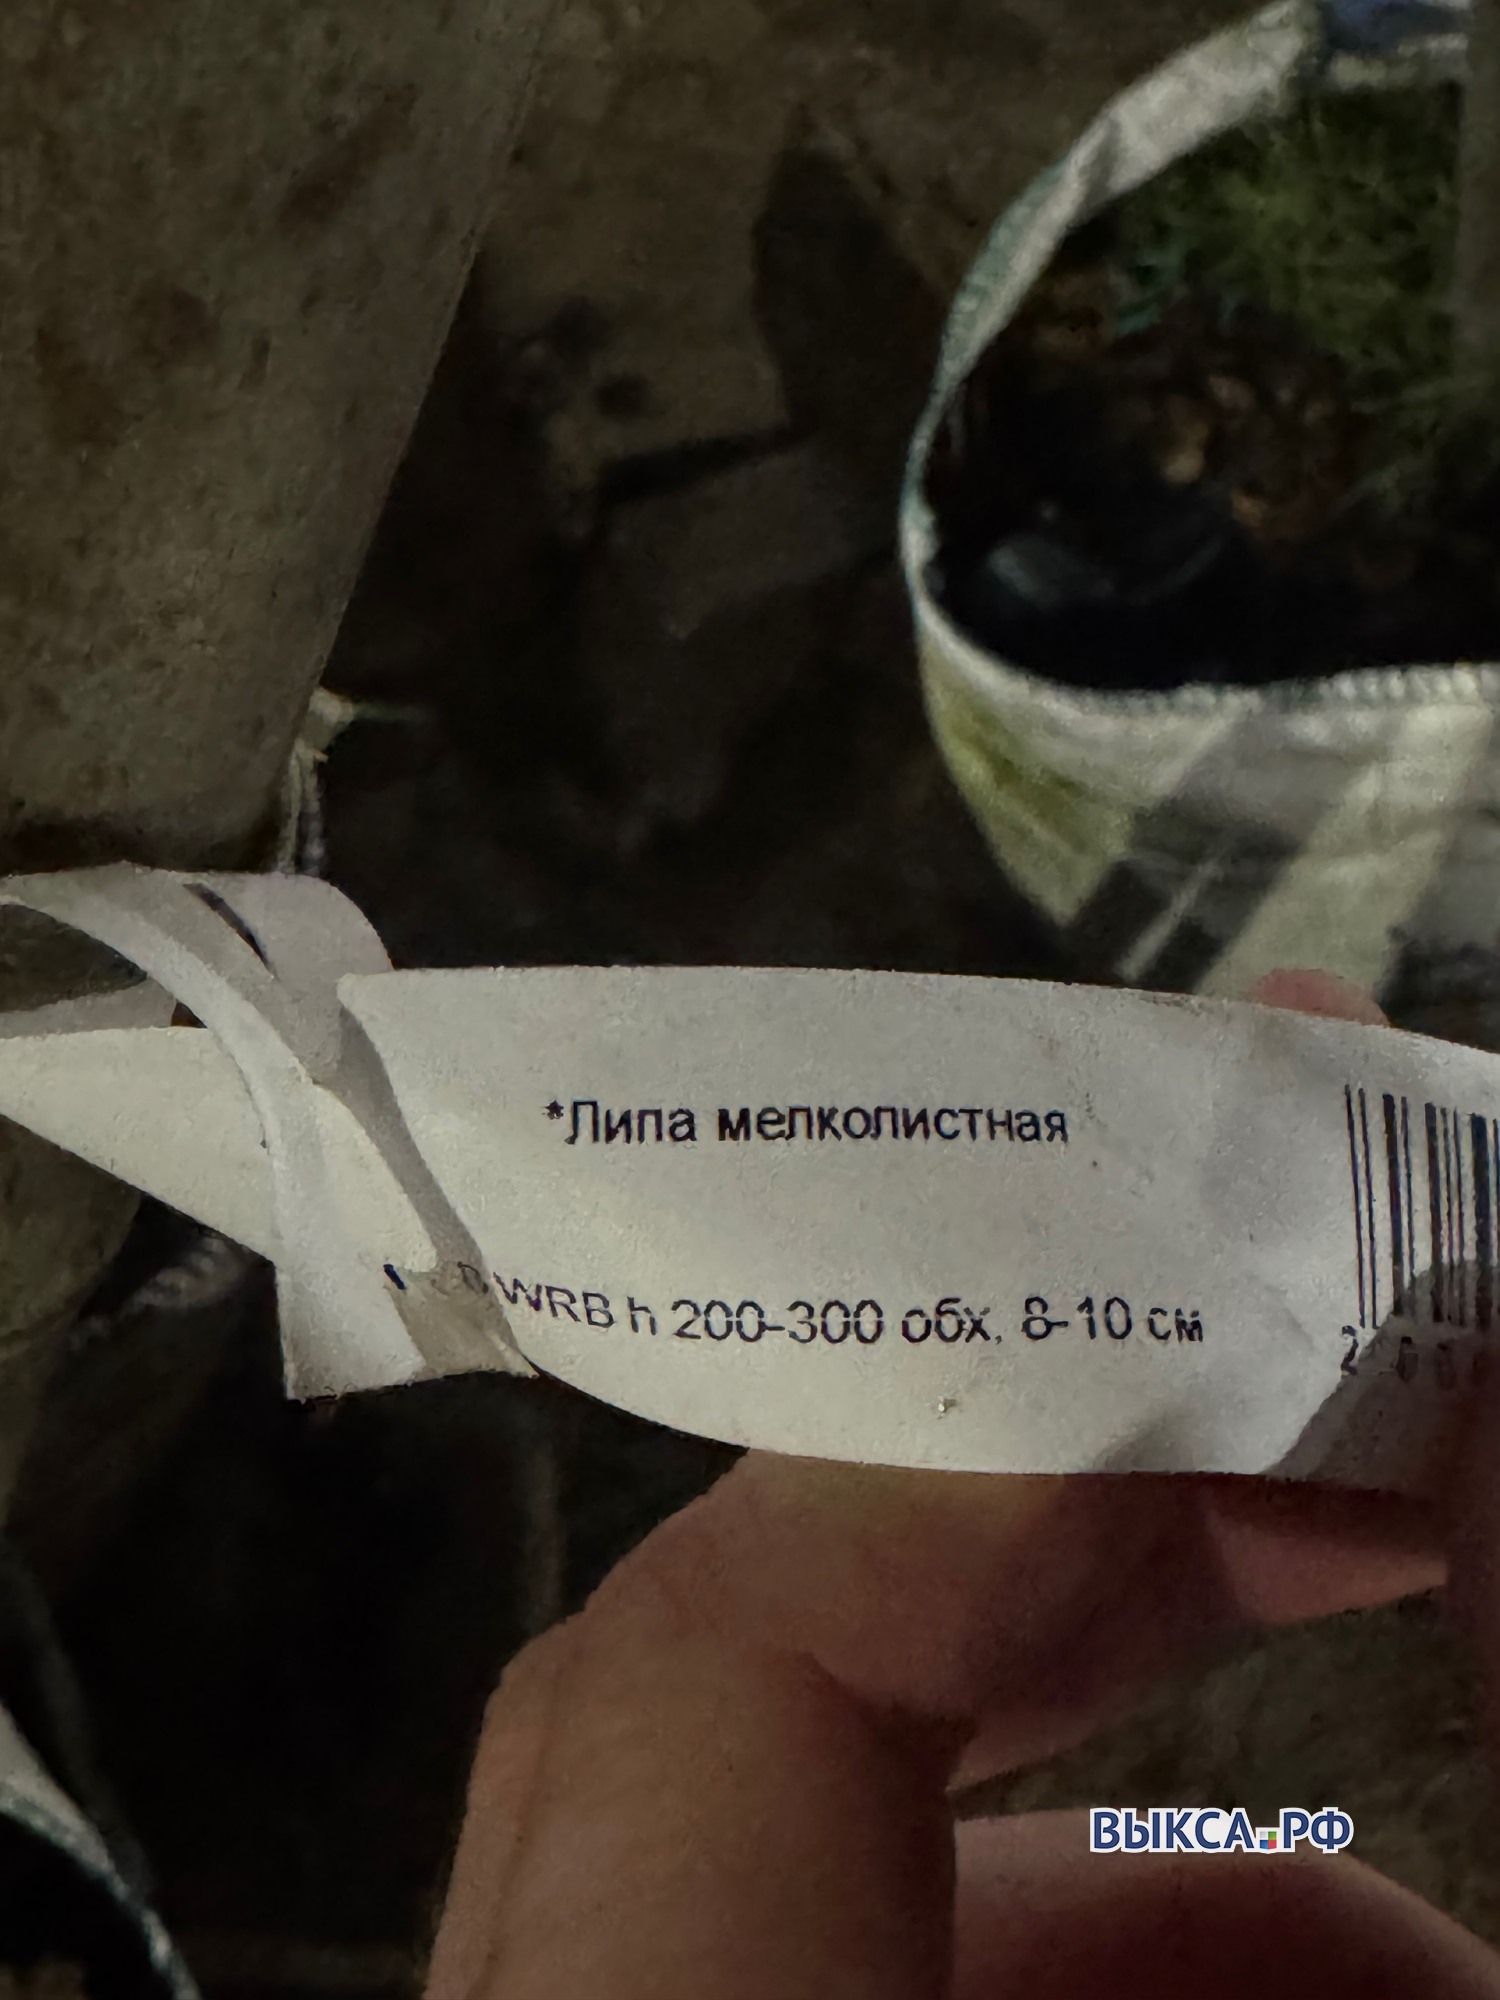 *Липа мелколистная
WRB h 200-300 обх. 8-10 см
ВЫКСА.РФ